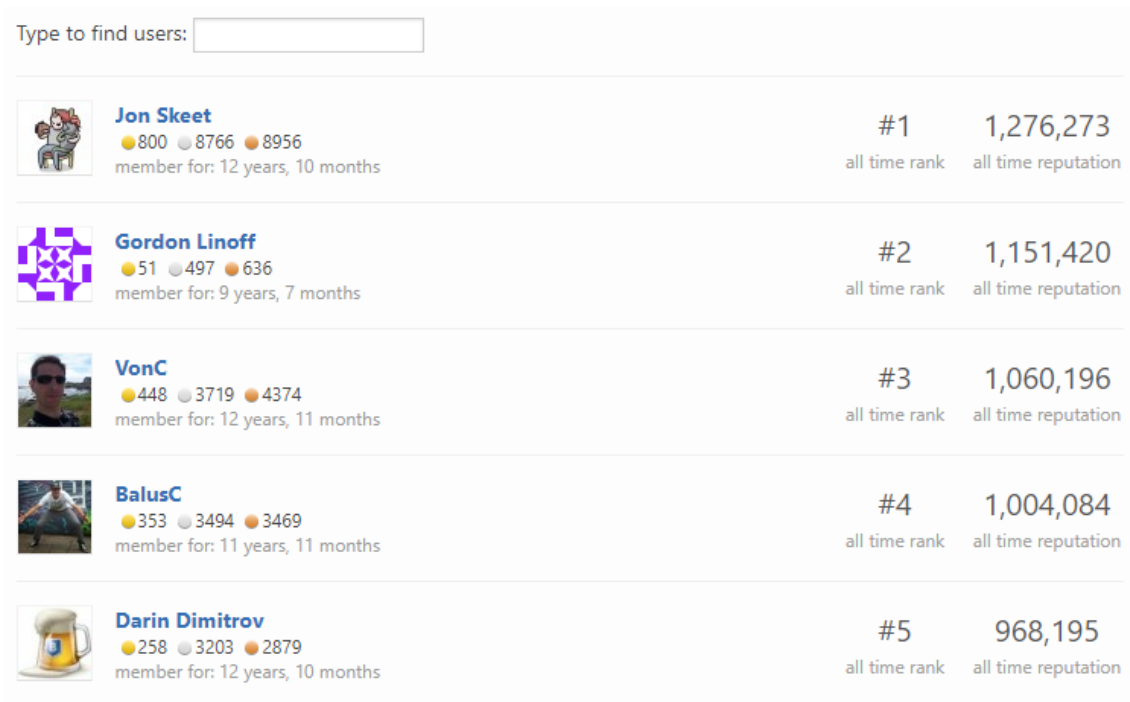 Type to find users:
Jon Skeet
800 8766 8956
member for: 12 years, 10 months
#1
all time rank
1,276,273
all time reputation
Gordon Linoff
51 497 636
member for: 9 years, 7 months
#2
all time rank
1,151,420
all time reputation
VonC
448 3719 4374
member for: 12 years, 11 months
#3
all time rank
1,060,196
all time reputation
BalusC
353 3494 3469
member for: 11 years, 11 months
#4
all time rank
1,004,084
all time reputation
Darin Dimitrov
258 3203 2879
member for: 12 years, 10 months
#5
all time rank
968,195
all time reputation